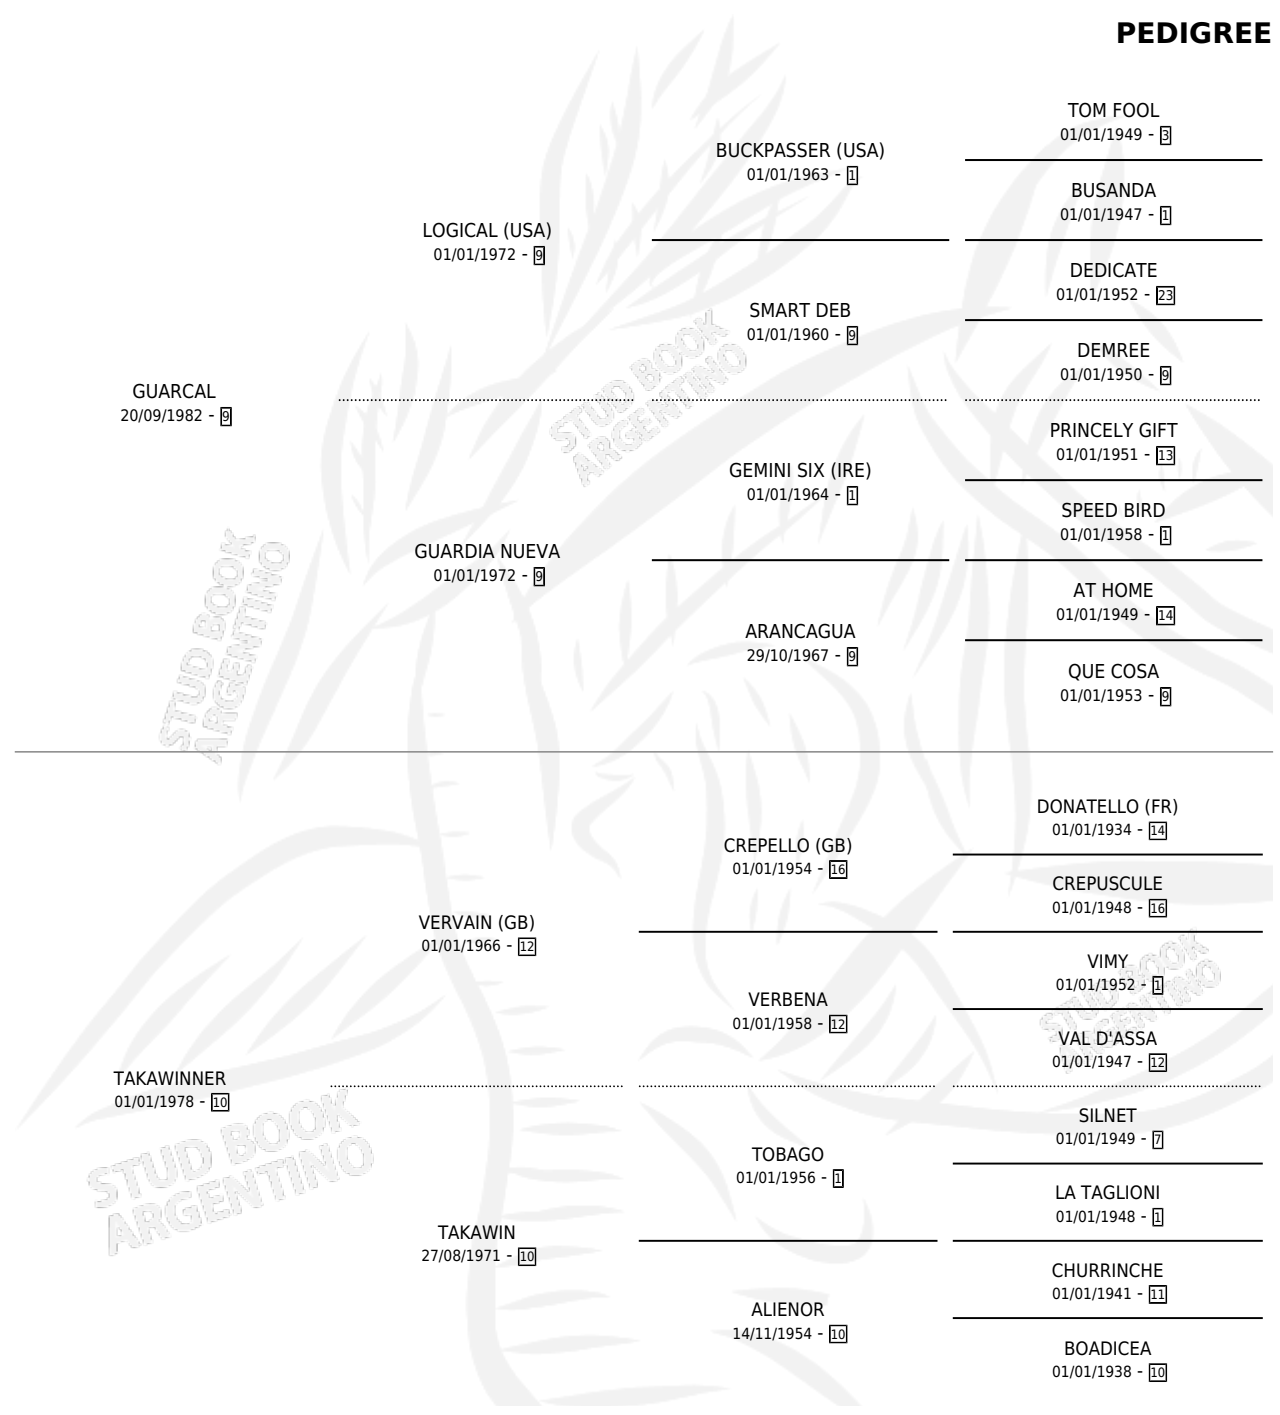 PEDIGREE
TOM FOOL
01/01/1949 - 3
BUCKPASSER (USA)
01/01/1963 - 1
BUSANDA
01/01/1947 - 1
LOGICAL (USA)
01/01/1972 - 9
DEDICATE
01/01/1952 - 23
SMART DEB
01/01/1960 - 9
DEMREE
01/01/1950 - 9
GUARCAL
20/09/1982 - 9
PRINCELY GIFT
01/01/1951 - 13
GEMINI SIX (IRE)
01/01/1964 - 1
SPEED BIRD
01/01/1958 - 1
GUARDIA NUEVA
01/01/1972 - 9
AT HOME
01/01/1949 - 14
ARANCAGUA
29/10/1967 - 9
QUE COSA
01/01/1953 - 9
DONATELLO (FR)
01/01/1934 - 14
CREPELLO (GB)
01/01/1954 - 16
CREPUSCULE
01/01/1948 - 16
VERVAIN (GB)
01/01/1966 - 12
VIMY
01/01/1952 - 1
VERBENA
01/01/1958 - 12
VAL D'ASSA
01/01/1947 - 12
TAKAWINNER
01/01/1978 - 10
SILNET
01/01/1949 - 7
TOBAGO
01/01/1956 - 1
LA TAGLIONI
01/01/1948 - 1
TAKAWIN
27/08/1971 - 10
CHURRINCHE
01/01/1941 - 11
ALIENOR
14/11/1954 - 10
BOADICEA
01/01/1938 - 10
STUD BOOK
ARGENTINO
STUD BOOK
ARGENTINO
STUD BOOK
ARGENTINO
STUD BOOK
ARGENTINO